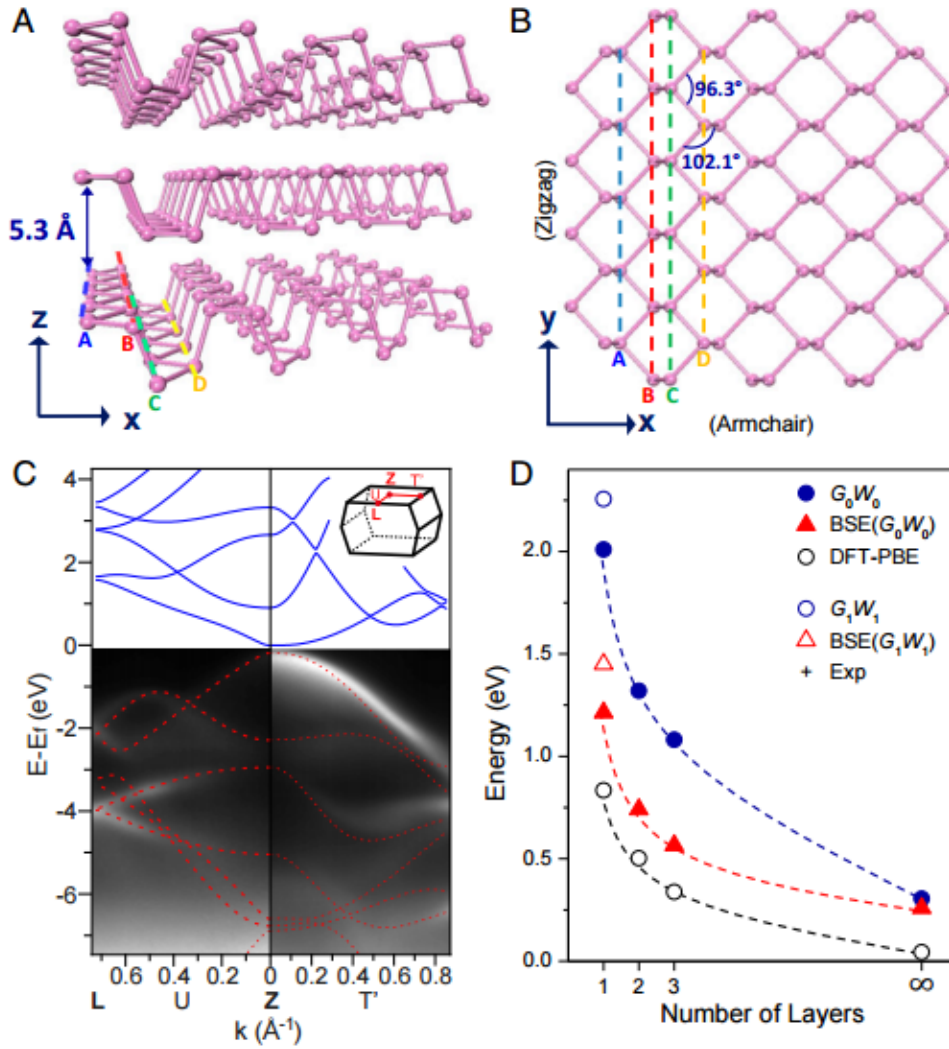 A
5.3 Å
A
B
C
D
z
x
B
96.3°
102.1°
(Zigzag)
y
A
B
C
D
x
(Armchair)
C
Z
T'
U
L
4
2
0
-2
-4
-6
E-Ef (eV)
0.6 0.4 0.2 0 0.2 0.4 0.6 0.8
L U Z T'
k (Å⁻¹)
D
G₀W₀
BSE(G₀W₀)
DFT-PBE
G₁W₁
BSE(G₁W₁)
+ Exp
2.0
1.5
1.0
0.5
0.0
Energy (eV)
1 2 3 ∞
Number of Layers